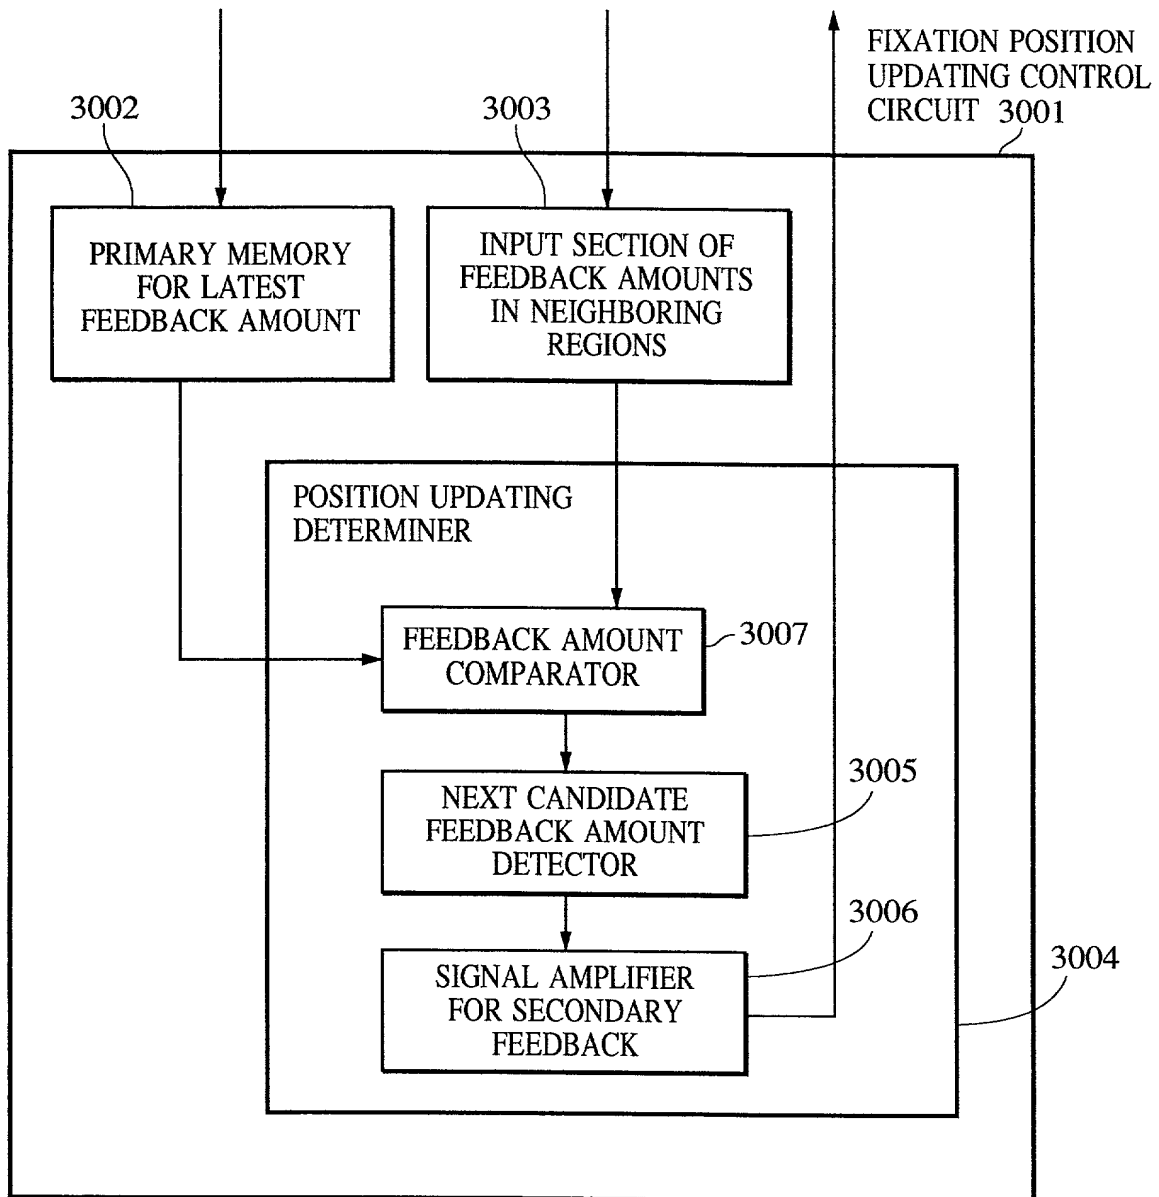 FIXATION POSITION
UPDATING CONTROL
CIRCUIT 3001
3002
3003
PRIMARY MEMORY
FOR LATEST
FEEDBACK AMOUNT
INPUT SECTION OF
FEEDBACK AMOUNTS
IN NEIGHBORING
REGIONS
POSITION UPDATING
DETERMINER
FEEDBACK AMOUNT
COMPARATOR
3007
NEXT CANDIDATE
FEEDBACK AMOUNT
DETECTOR
3005
SIGNAL AMPLIFIER
FOR SECONDARY
FEEDBACK
3006
3004